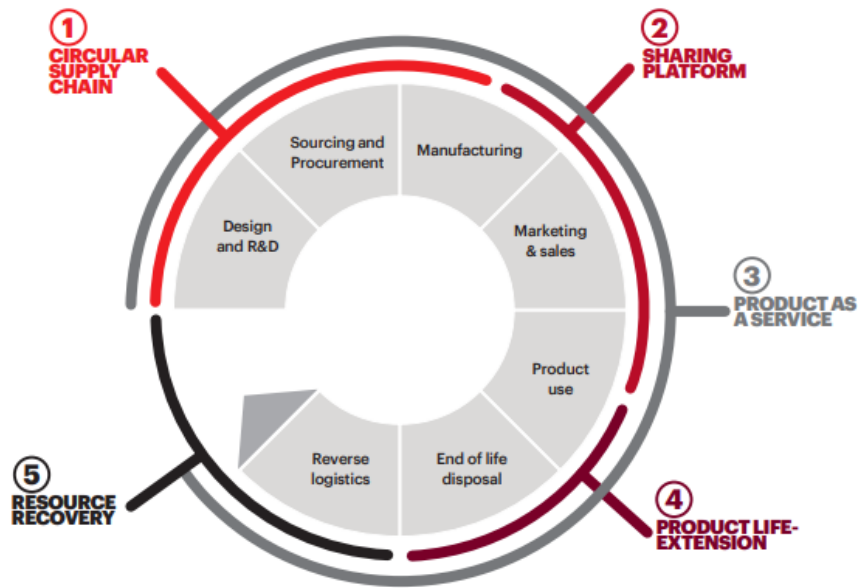 1
CIRCULAR
SUPPLY
CHAIN
2
SHARING
PLATFORM
Sourcing and
Procurement
Manufacturing
Design
and R&D
Marketing
& sales
3
PRODUCT AS
A SERVICE
Product
use
Reverse
logistics
End of life
disposal
5
RESOURCE
RECOVERY
4
PRODUCT LIFE-
EXTENSION